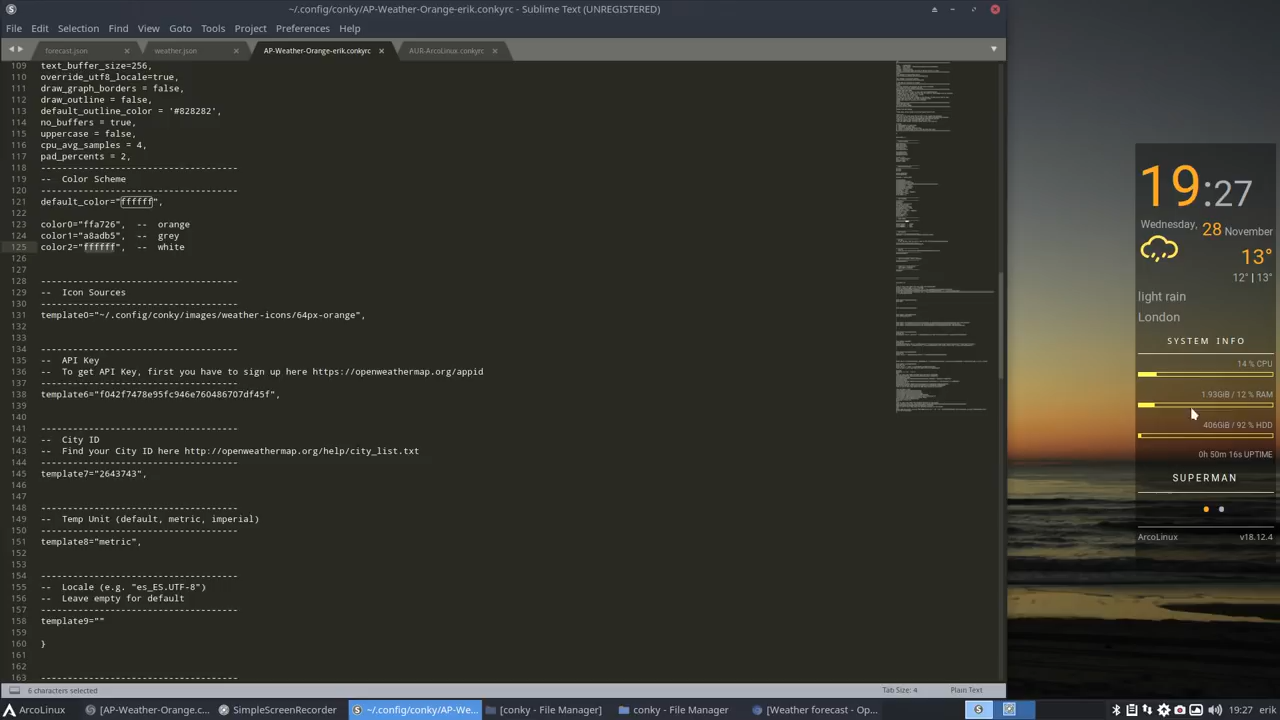 ~/.config/conky/AP-Weather-Orange-erik.conkyrc - Sublime Text (UNREGISTERED)
File Edit Selection Find View Goto Tools Project Preferences Help
forecast.json × weather.json × AP-Weather-Orange-erik.conkyrc × AUR-ArcoLinux.conkyrc ×
109 text_buffer_size=256,
110 override_utf8_locale=true,
111 draw_graph_borders = false,
112 draw_outline = false,
113 default_outline_color = '#828282',
114 no_buffers = true,
115 uppercase = false,
116 cpu_avg_samples = 4,
117 pad_percents = 2,
118 -------------------------------------
119 -- Color Scheme
120 -------------------------------------
121 default_color="ffffff",
122
123 color0="ffa726", -- orange
124 color1="a8adb5", -- grey
125 color2="ffffff", -- white
126
127
128 -------------------------------------
129 -- Icon Sources
130 -------------------------------------
131 template0="~/.config/conky/images/weather-icons/64px-orange",
132
133
134 -------------------------------------
135 -- API Key
136 -- To get API Key, first you have to sign up here https://openweathermap.org/appid
137 -------------------------------------
138 template6="f042fe78e9fc946e760486707df45f",
139
140
141 -------------------------------------
142 -- City ID
143 -- Find your City ID here http://openweathermap.org/help/city_list.txt
144 -------------------------------------
145 template7="2643743",
146
147
148 -------------------------------------
149 -- Temp Unit (default, metric, imperial)
150 -------------------------------------
151 template8="metric",
152
153
154 -------------------------------------
155 -- Locale (e.g. "es_ES.UTF-8")
156 -- Leave empty for default
157 -------------------------------------
158 template9=""
159
160 }
161
162
163 -------------------------------------
6 characters selected Tab Size: 4 Plain Text
19:27
Wednesday, 28 November
13°
12° | 13°
light rain
London
SYSTEM INFO
14 % CPU
1.93GiB / 12 % RAM
406GiB / 92 % HDD
0h 50m 16s UPTIME
SUPERMAN
ArcoLinux v18.12.4
ArcoLinux [AP-Weather-Orange.c... SimpleScreenRecorder ~/.config/conky/AP-We... [conky - File Manager] conky - File Manager [Weather forecast - Op... 19:27 erik